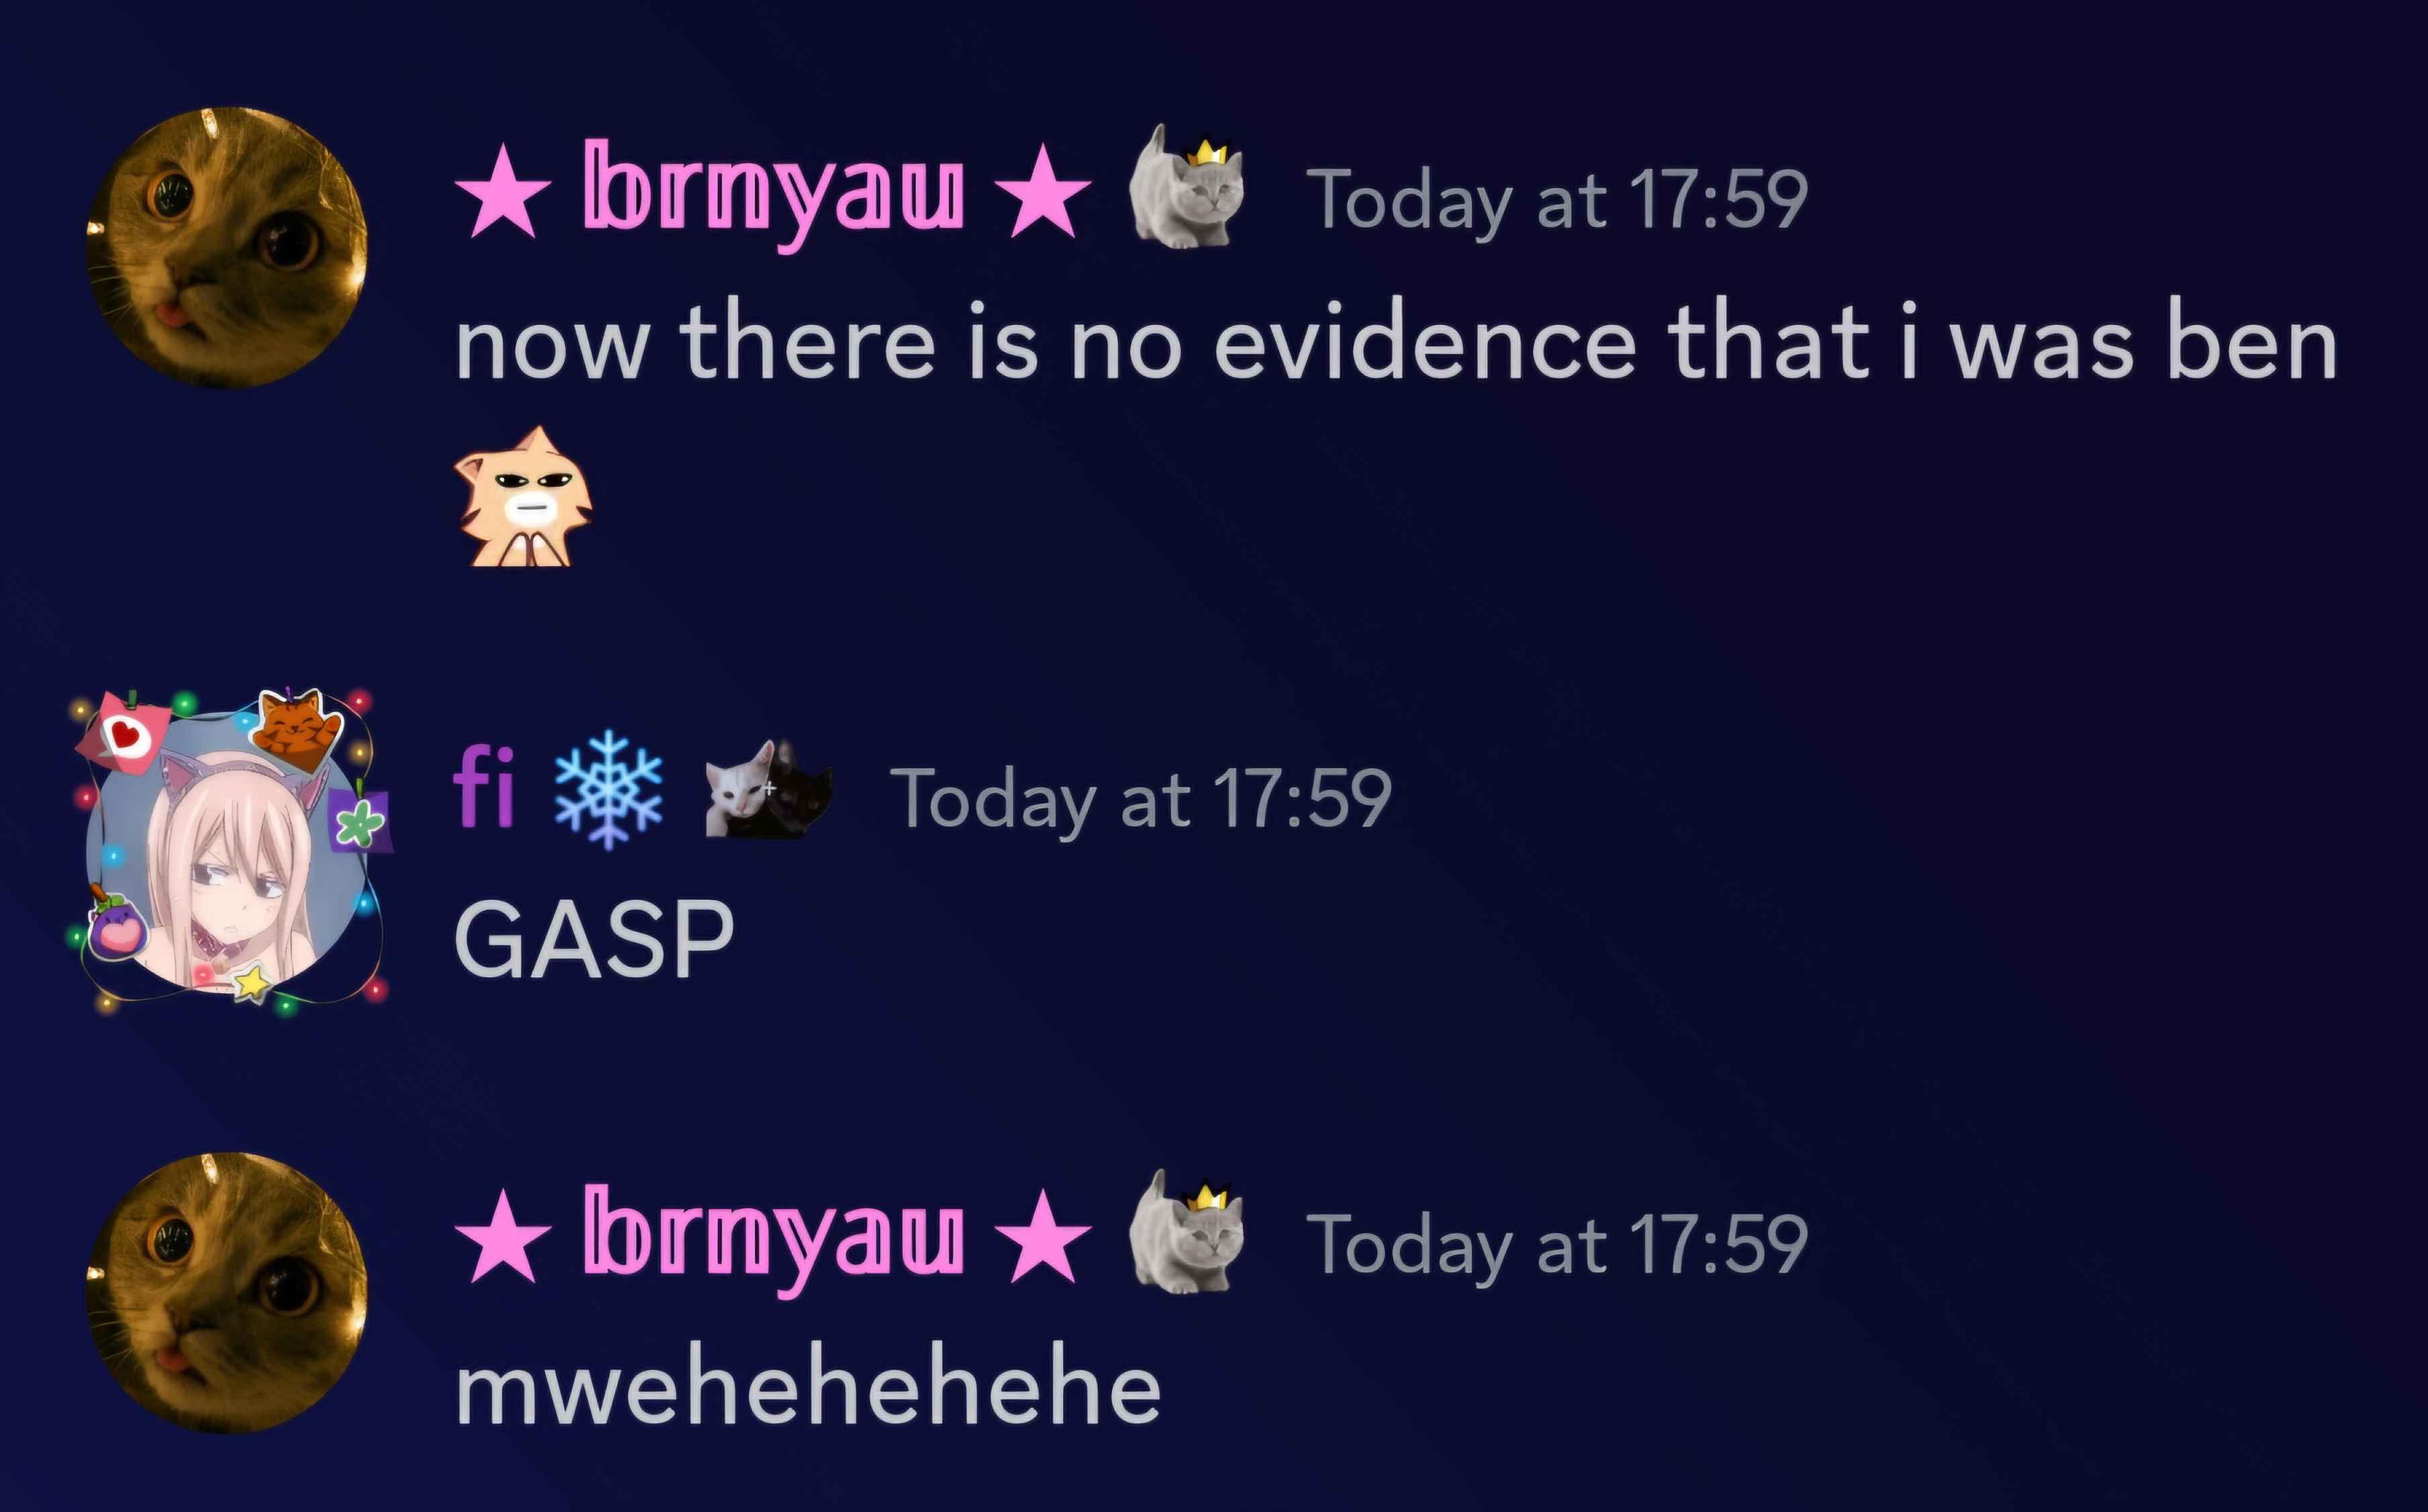 ★ 𝕓𝕣𝕟𝕪𝕒𝕦 ★ Today at 17:59
now there is no evidence that i was ben
fi ❄️ Today at 17:59
GASP
★ 𝕓𝕣𝕟𝕪𝕒𝕦 ★ Today at 17:59
mwehehehehe